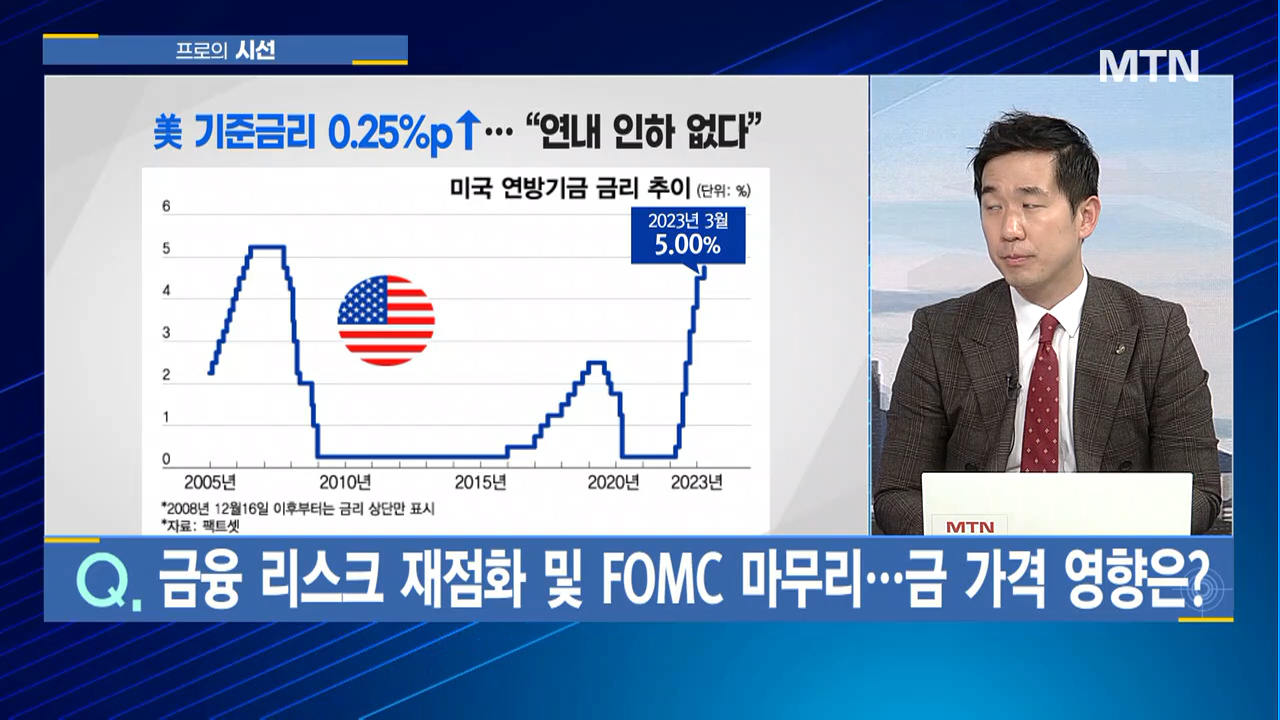 프로의 시선
MTN
美 기준금리 0.25%p↑… “연내 인하 없다”
미국 연방기금 금리 추이 (단위: %)
2023년 3월
5.00%
6
5
4
3
2
1
0
2005년 2010년 2015년 2020년 2023년
*2008년 12월16일 이후부터는 금리 상단만 표시
*자료: 팩트셋
MTN
Q. 금융 리스크 재점화 및 FOMC 마무리…금 가격 영향은?